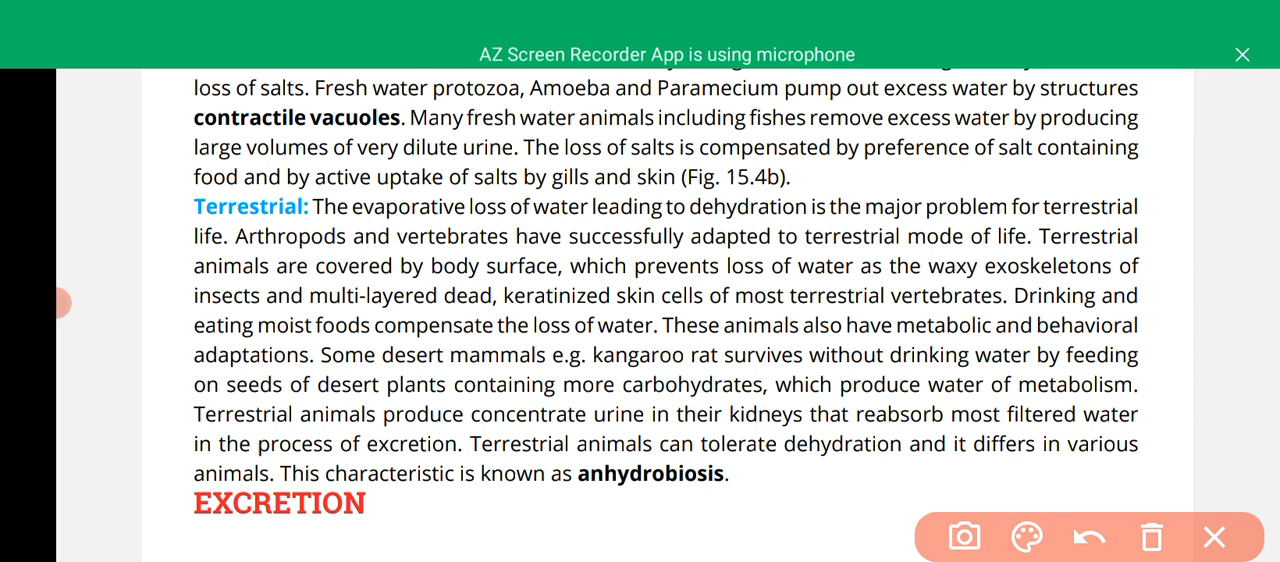 AZ Screen Recorder App is using microphone
loss of salts. Fresh water protozoa, Amoeba and Paramecium pump out excess water by structures
contractile vacuoles. Many fresh water animals including fishes remove excess water by producing
large volumes of very dilute urine. The loss of salts is compensated by preference of salt containing
food and by active uptake of salts by gills and skin (Fig. 15.4b).
Terrestrial: The evaporative loss of water leading to dehydration is the major problem for terrestrial
life. Arthropods and vertebrates have successfully adapted to terrestrial mode of life. Terrestrial
animals are covered by body surface, which prevents loss of water as the waxy exoskeletons of
insects and multi-layered dead, keratinized skin cells of most terrestrial vertebrates. Drinking and
eating moist foods compensate the loss of water. These animals also have metabolic and behavioral
adaptations. Some desert mammals e.g. kangaroo rat survives without drinking water by feeding
on seeds of desert plants containing more carbohydrates, which produce water of metabolism.
Terrestrial animals produce concentrate urine in their kidneys that reabsorb most filtered water
in the process of excretion. Terrestrial animals can tolerate dehydration and it differs in various
animals. This characteristic is known as anhydrobiosis.
EXCRETION